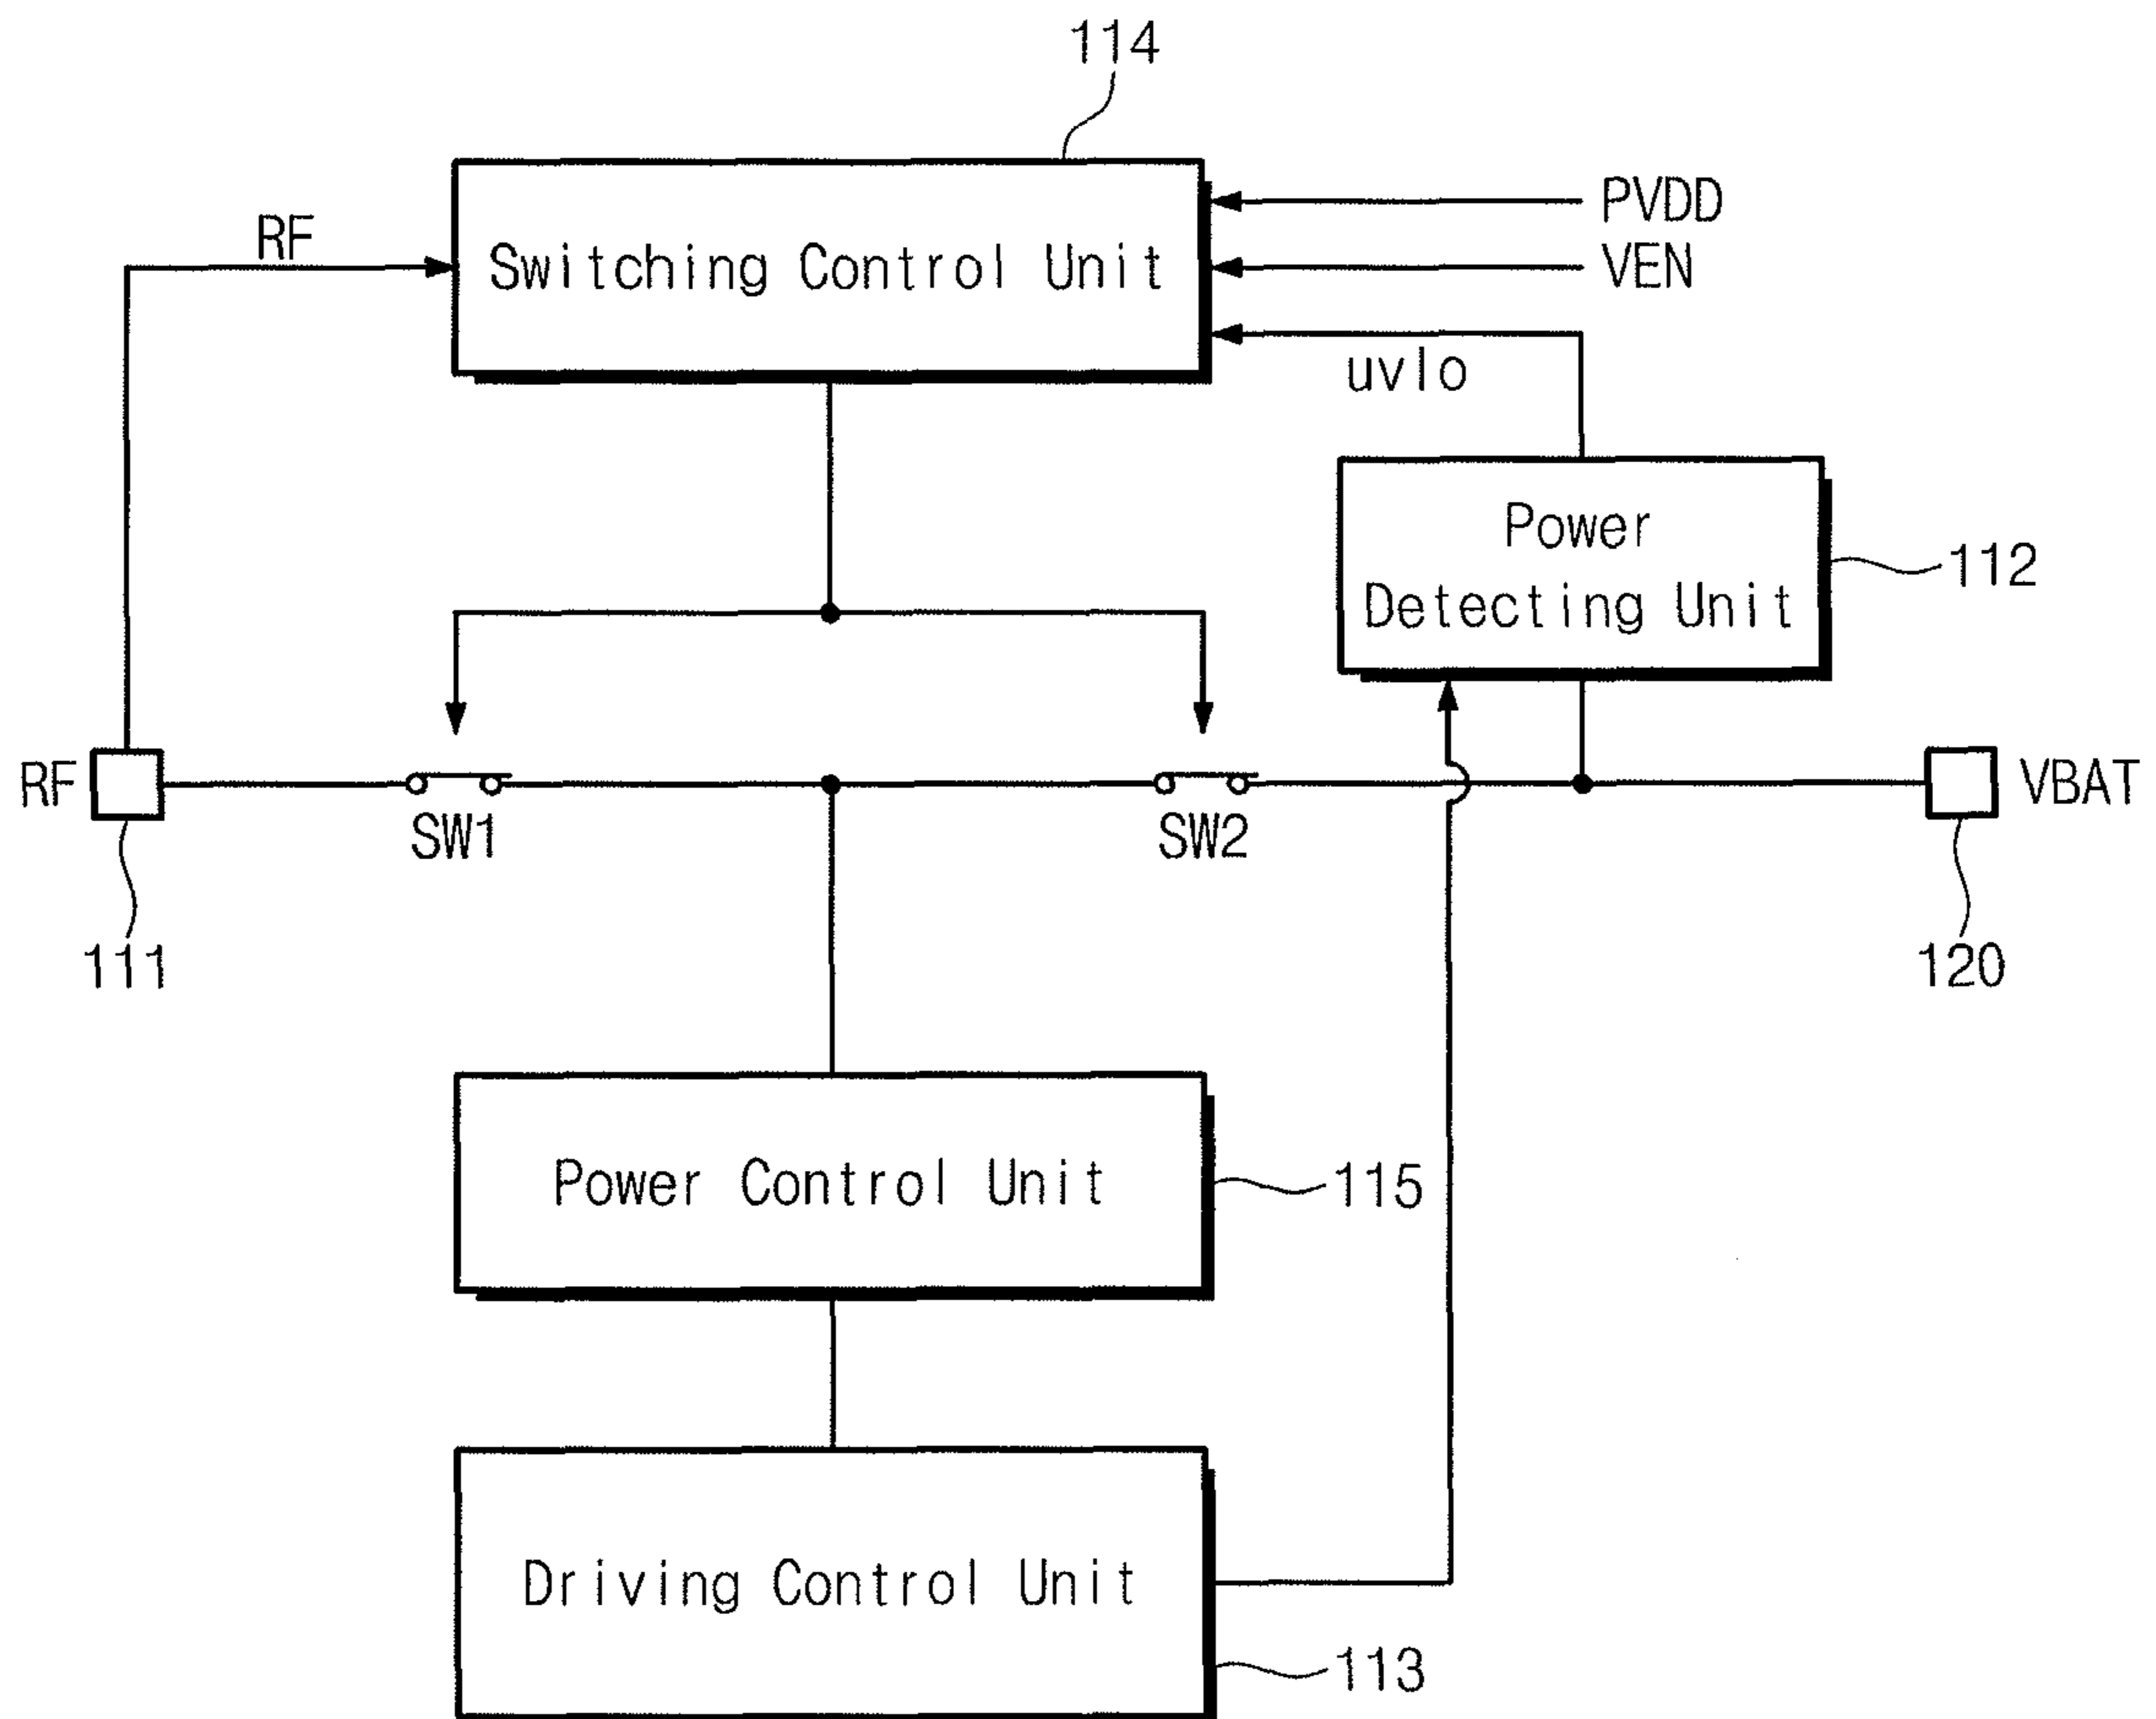 114
PVDD
RF
Switching Control Unit
VEN
uvlo
Power
Detecting Unit
112
RF
VBAT
SW1
SW2
111
120
Power Control Unit
115
Driving Control Unit
113